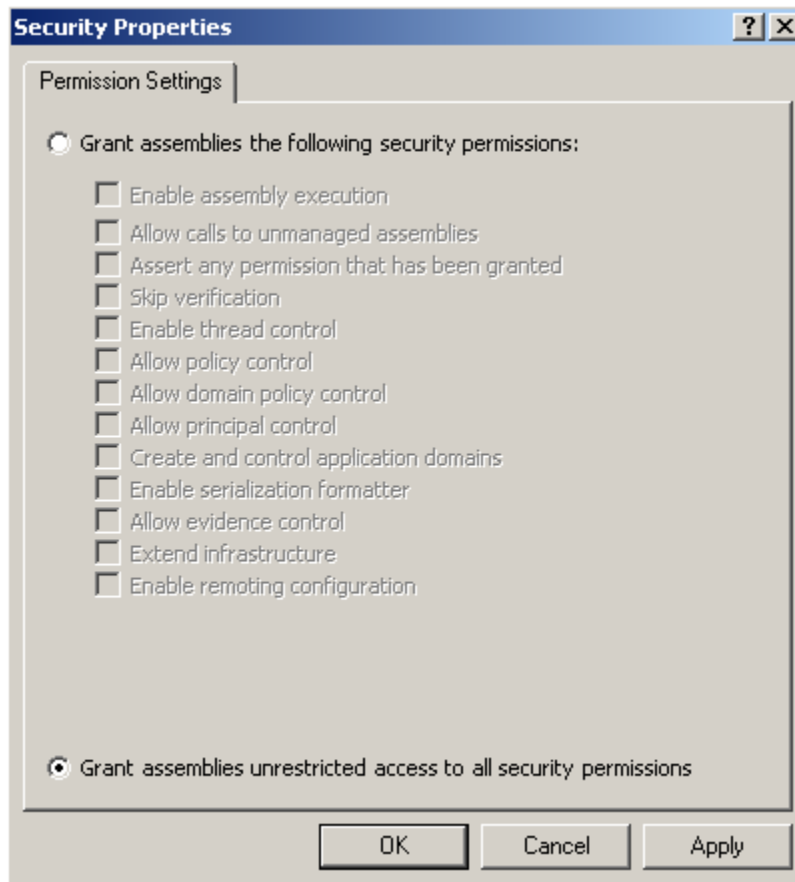 Security Properties
Permission Settings
Grant assemblies the following security permissions:
Enable assembly execution
Allow calls to unmanaged assemblies
Assert any permission that has been granted
Skip verification
Enable thread control
Allow policy control
Allow domain policy control
Allow principal control
Create and control application domains
Enable serialization formatter
Allow evidence control
Extend infrastructure
Enable remoting configuration
Grant assemblies unrestricted access to all security permissions
OK Cancel Apply